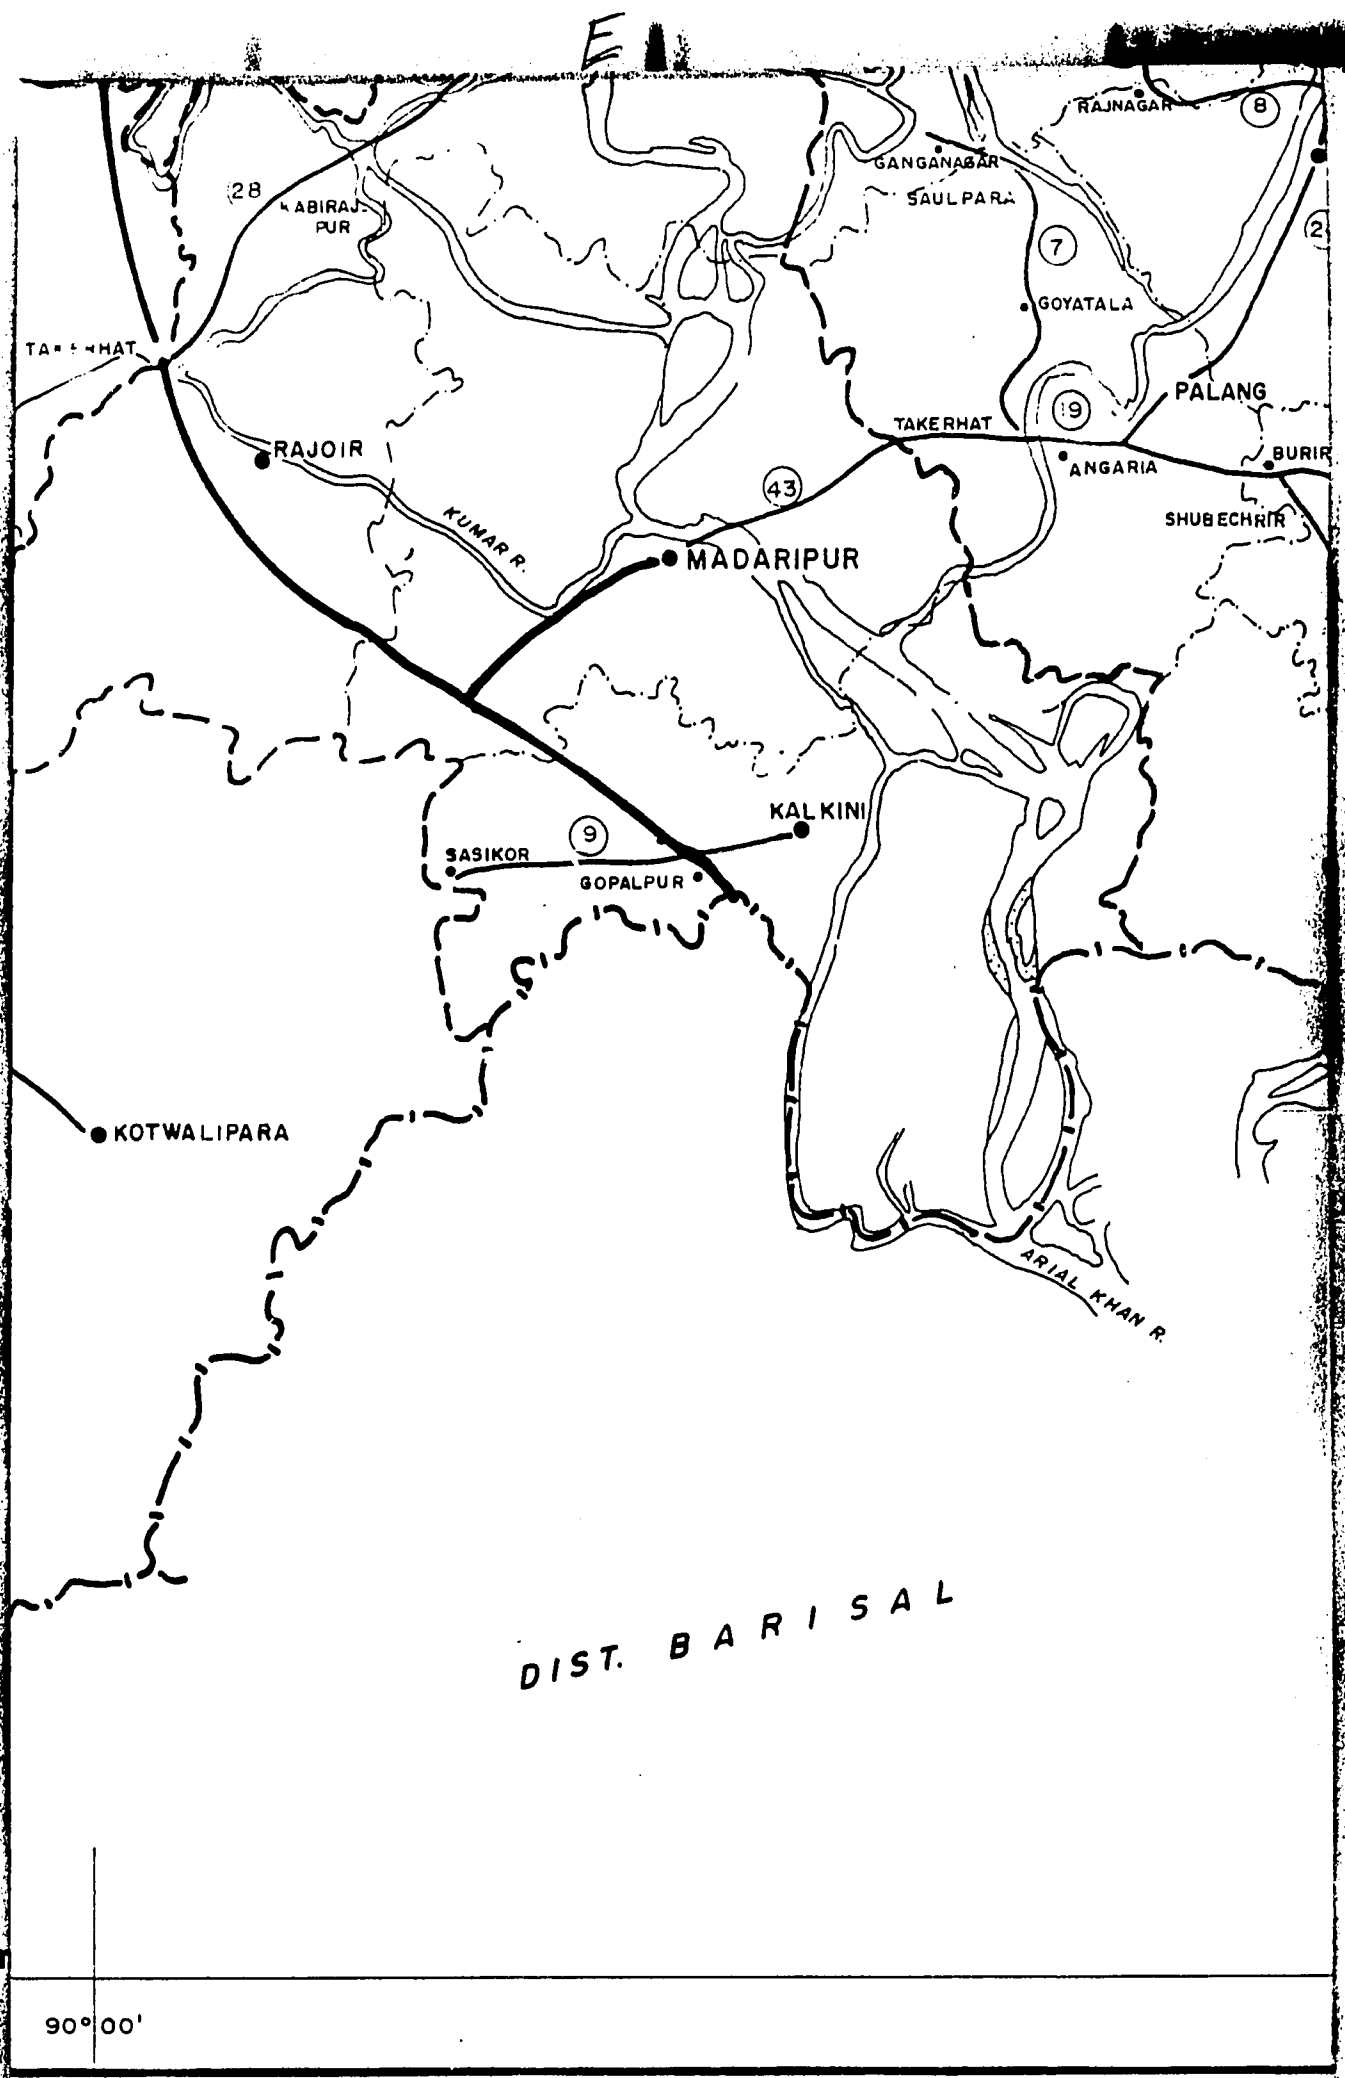 E
RAJNAGAR
8
GANGANAGAR
28
SAULPARA
PUR
2
7
GOYATALA
PALANG
19
TAKERHAT
RAJOIR
ANGARIA
BURIR
43
KUMAR R.
SHUBECHRIR
MADARIPUR
KALKINI
9
SASIKOR
GOPALPUR
KOTWALIPARA
ARIAL KHAN R.
DIST. BARISAL
90°00'